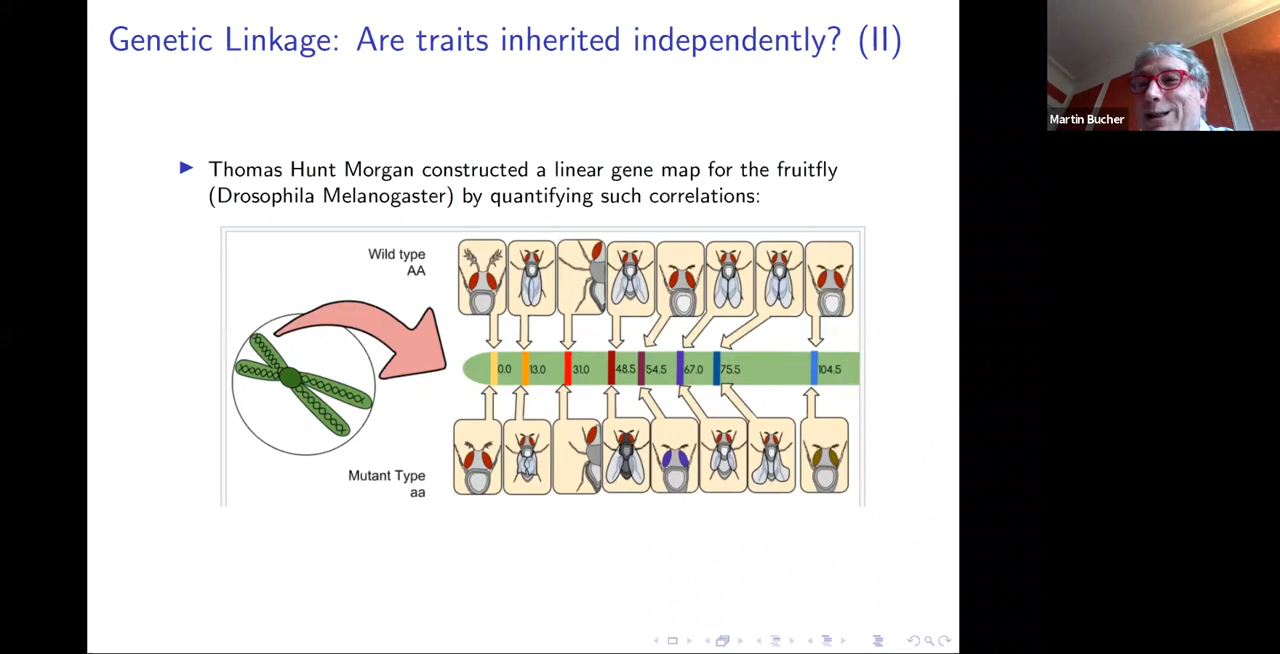 Genetic Linkage: Are traits inherited independently? (II)
Martin Bucher
Thomas Hunt Morgan constructed a linear gene map for the fruitfly
(Drosophila Melanogaster) by quantifying such correlations:
Wild type
AA
0.0 13.0 31.0 48.5 54.5 67.0 75.5 104.5
Mutant Type
aa